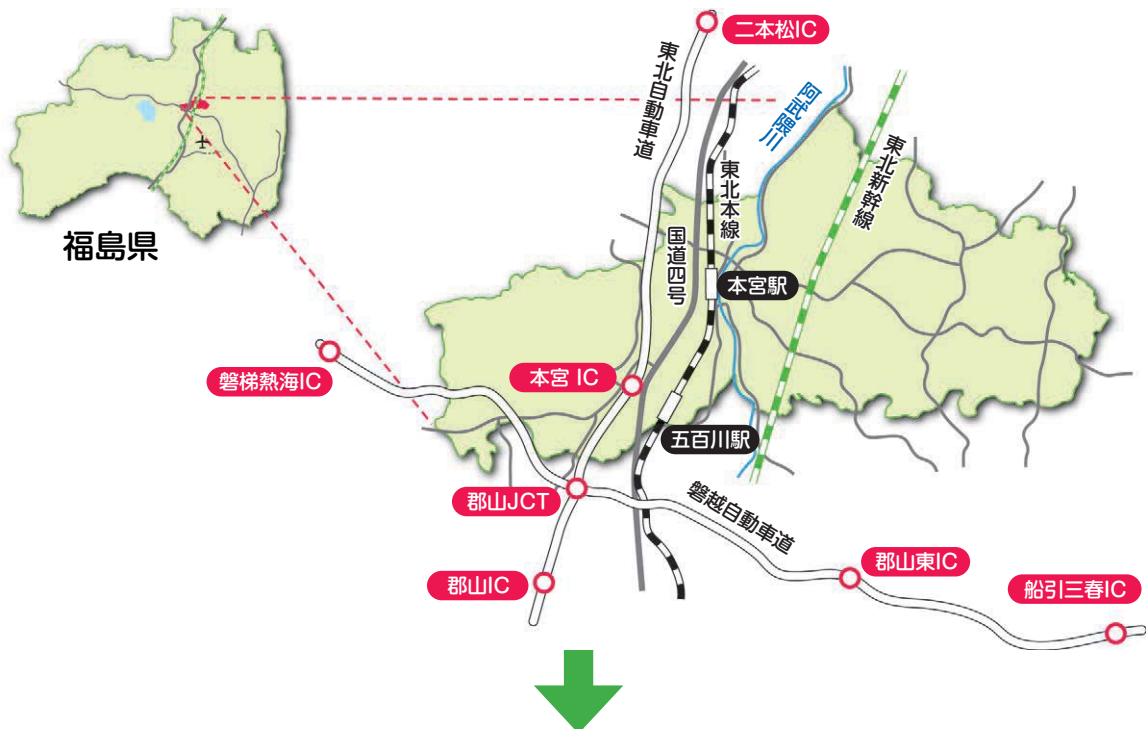 二本松IC
東北自動車道
阿武隈川
東北新幹線
東北本線
国道四号
福島県
本宮駅
磐梯熱海IC
本宮 IC
五百川駅
郡山JCT
磐越自動車道
郡山東IC
郡山IC
船引三春IC